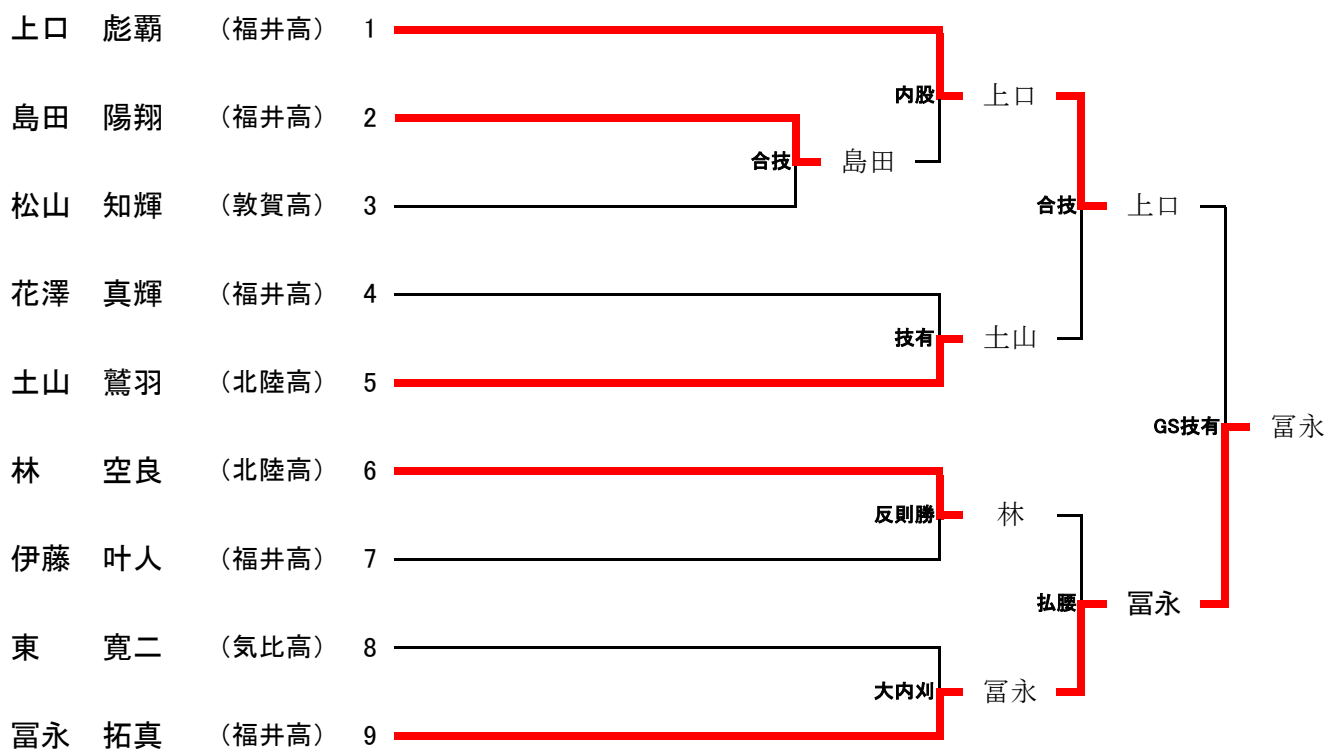 上口 彪覇 (福井高) 1
内股 上口
島田 陽翔 (福井高) 2
合技 島田
松山 知輝 (敦賀高) 3
合技 上口
花澤 真輝 (福井高) 4
技有 土山
土山 鷲羽 (北陸高) 5
GS技有 冨永
林 空良 (北陸高) 6
反則勝 林
伊藤 叶人 (福井高) 7
払腰 冨永
東 寛二 (気比高) 8
大内刈 冨永
冨永 拓真 (福井高) 9